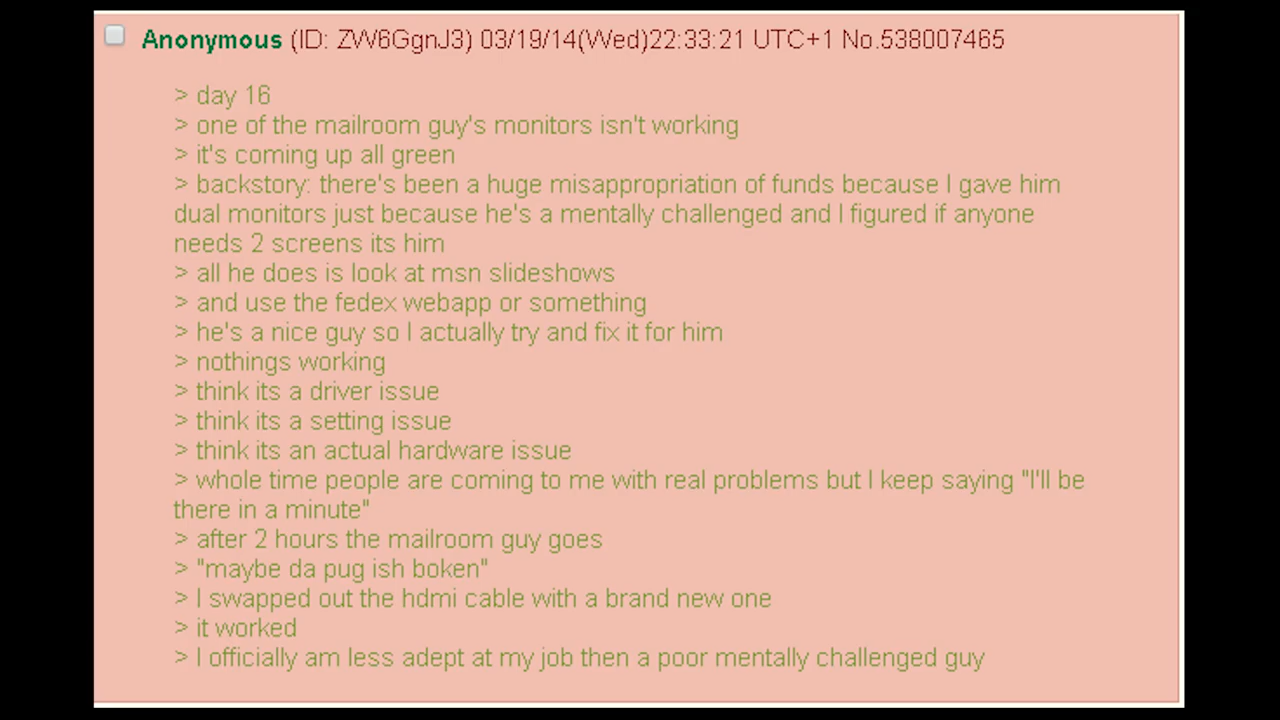 Anonymous (ID: ZW6GgnJ3) 03/19/14(Wed)22:33:21 UTC+1 No.538007465
> day 16
> one of the mailroom guy's monitors isn't working
> it's coming up all green
> backstory: there's been a huge misappropriation of funds because I gave him
dual monitors just because he's a mentally challenged and I figured if anyone
needs 2 screens its him
> all he does is look at msn slideshows
> and use the fedex webapp or something
> he's a nice guy so I actually try and fix it for him
> nothings working
> think its a driver issue
> think its a setting issue
> think its an actual hardware issue
> whole time people are coming to me with real problems but I keep saying "I'll be
there in a minute"
> after 2 hours the mailroom guy goes
> "maybe da pug ish boken"
> I swapped out the hdmi cable with a brand new one
> it worked
> I officially am less adept at my job then a poor mentally challenged guy